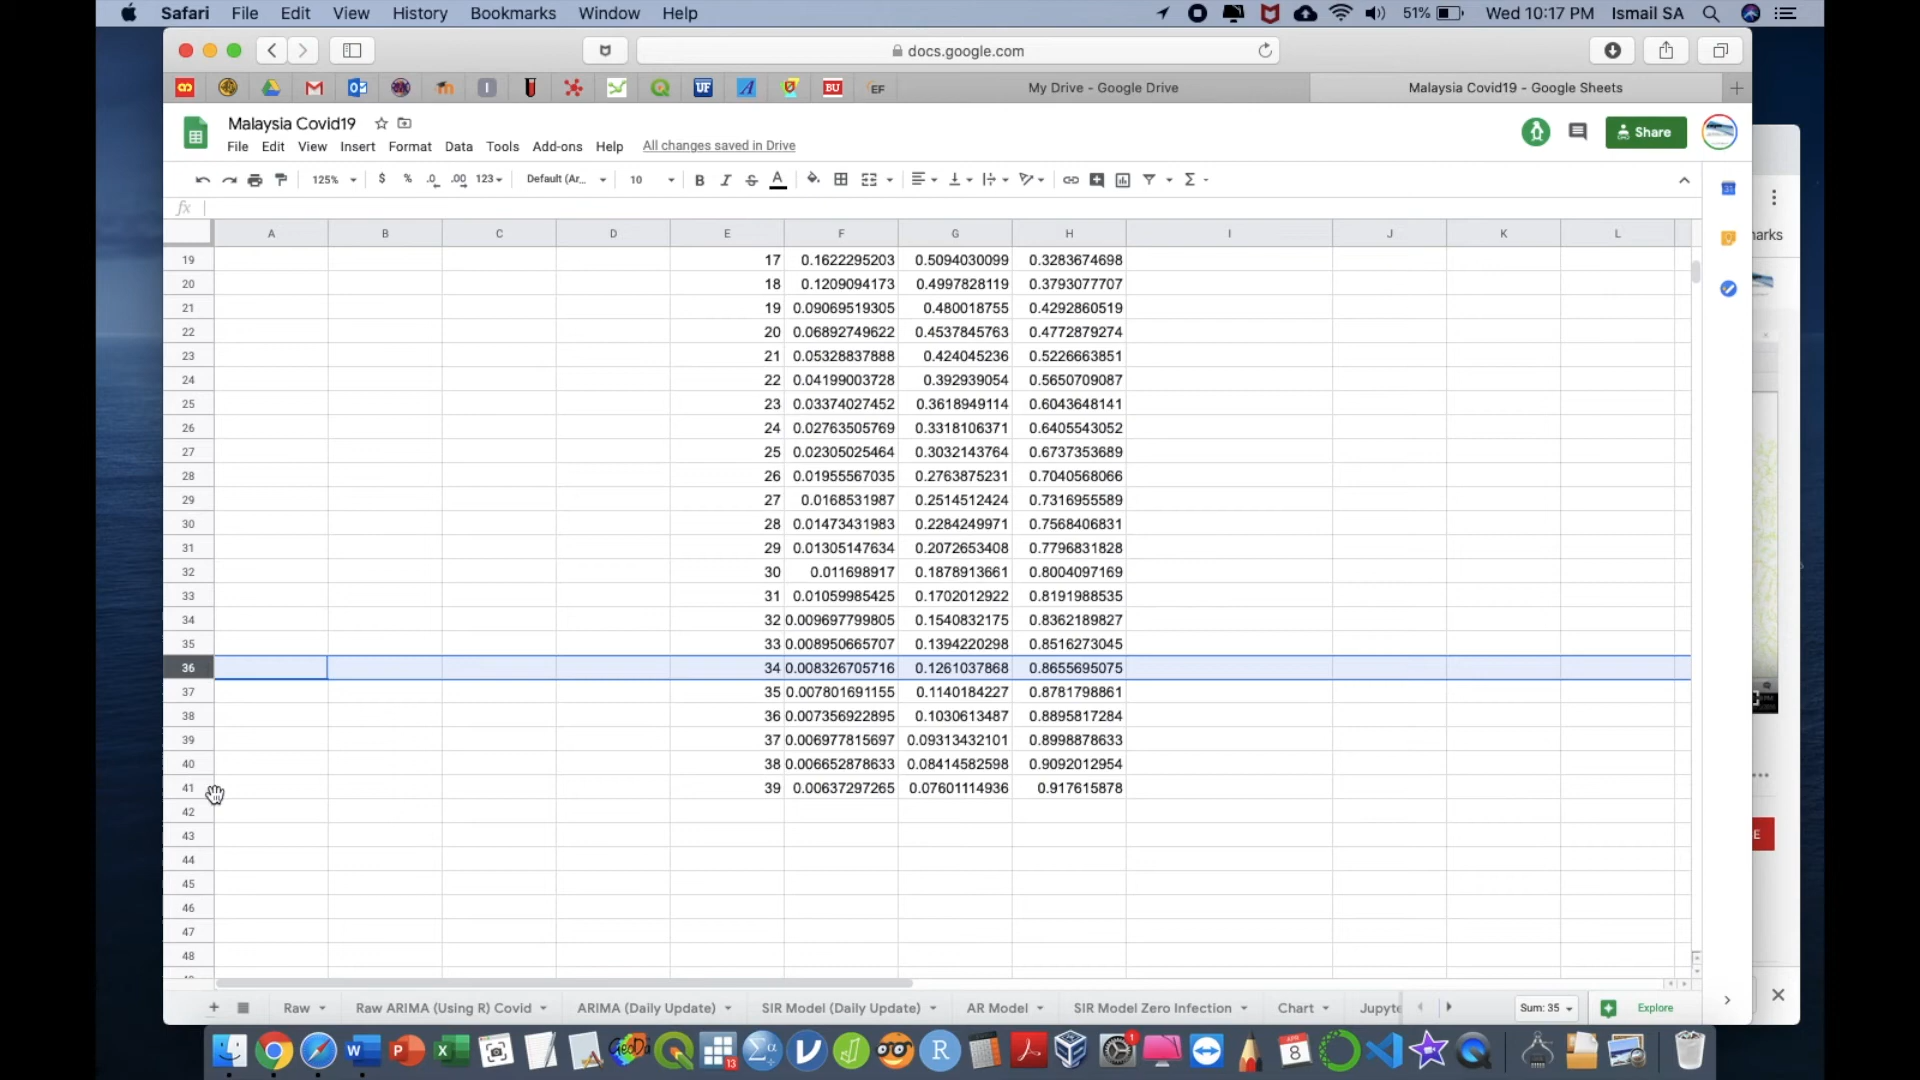 Safari File Edit View History Bookmarks Window Help 51% Wed 10:17 PM Ismail SA
docs.google.com
UF BU EF My Drive - Google Drive Malaysia Covid19 - Google Sheets
Malaysia Covid19
File Edit View Insert Format Data Tools Add-ons Help All changes saved in Drive Share
125% $ % .0 .00 123 Default (Ar... 10 B I S A
fx
A B C D E F G H I J K L
19 17 0.1622295203 0.5094030099 0.3283674698
20 18 0.1209094173 0.4997828119 0.3793077707
21 19 0.09069519305 0.480018755 0.4292860519
22 20 0.06892749622 0.4537845763 0.4772879274
23 21 0.05328837888 0.424045236 0.5226663851
24 22 0.04199003728 0.392939054 0.5650709087
25 23 0.03374027452 0.3618949114 0.6043648141
26 24 0.02763505769 0.3318106371 0.6405543052
27 25 0.02305025464 0.3032143764 0.6737353689
28 26 0.01955567035 0.2763875231 0.7040568066
29 27 0.0168531987 0.2514512424 0.7316955589
30 28 0.01473431983 0.2284249971 0.7568406831
31 29 0.01305147634 0.2072653408 0.7796831828
32 30 0.011698917 0.1878913661 0.8004097169
33 31 0.01059985425 0.1702012922 0.8191988535
34 32 0.009697799805 0.1540832175 0.8362189827
35 33 0.008950665707 0.1394220298 0.8516273045
36 34 0.008326705716 0.1261037868 0.8655695075
37 35 0.007801691155 0.1140184227 0.8781798861
38 36 0.007356922895 0.1030613487 0.8895817284
39 37 0.006977815697 0.09313432101 0.8998878633
40 38 0.006652878633 0.08414582598 0.9092012954
41 39 0.00637297265 0.07601114936 0.917615878
42
43
44
45
46
47
48
Raw Raw ARIMA (Using R) Covid ARIMA (Daily Update) SIR Model (Daily Update) AR Model SIR Model Zero Infection Chart Jupyte Sum: 35 Explore